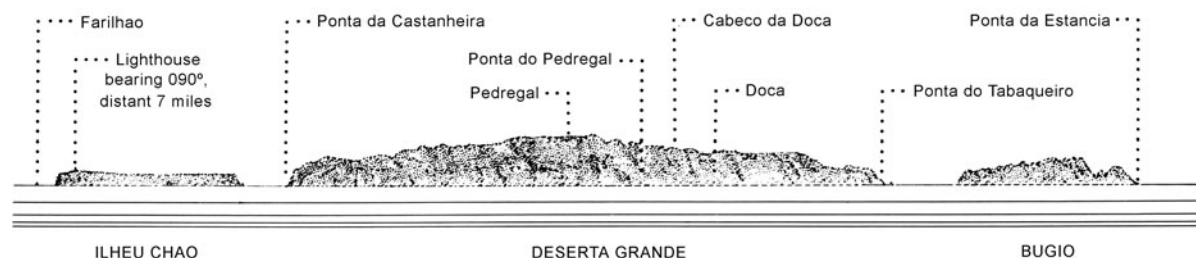 Farilhao
Ponta da Castanheira
Cabeco da Doca
Ponta da Estancia
Lighthouse
bearing 090º,
distant 7 miles
Ponta do Pedregal
Pedregal
Doca
Ponta do Tabaqueiro
ILHEU CHAO
DESERTA GRANDE
BUGIO